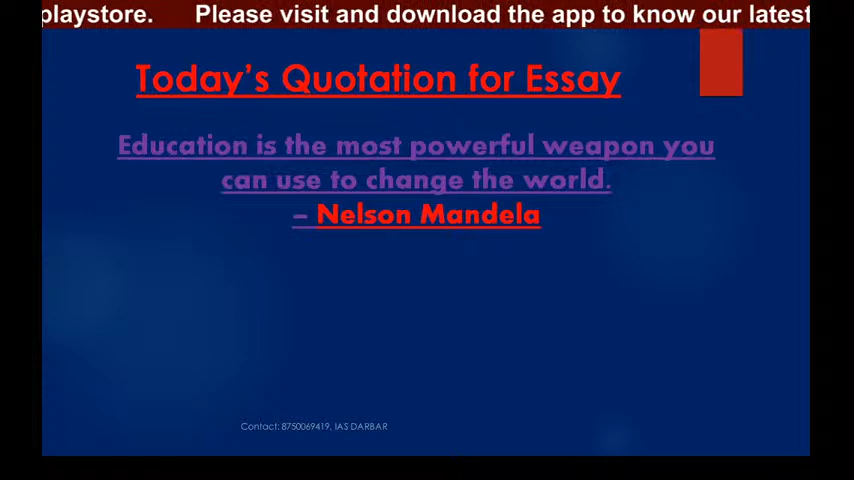 playstore. Please visit and download the app to know our latest
Today's Quotation for Essay
Education is the most powerful weapon you
can use to change the world.
– Nelson Mandela
Contact: 8750069419, IAS DARBAR